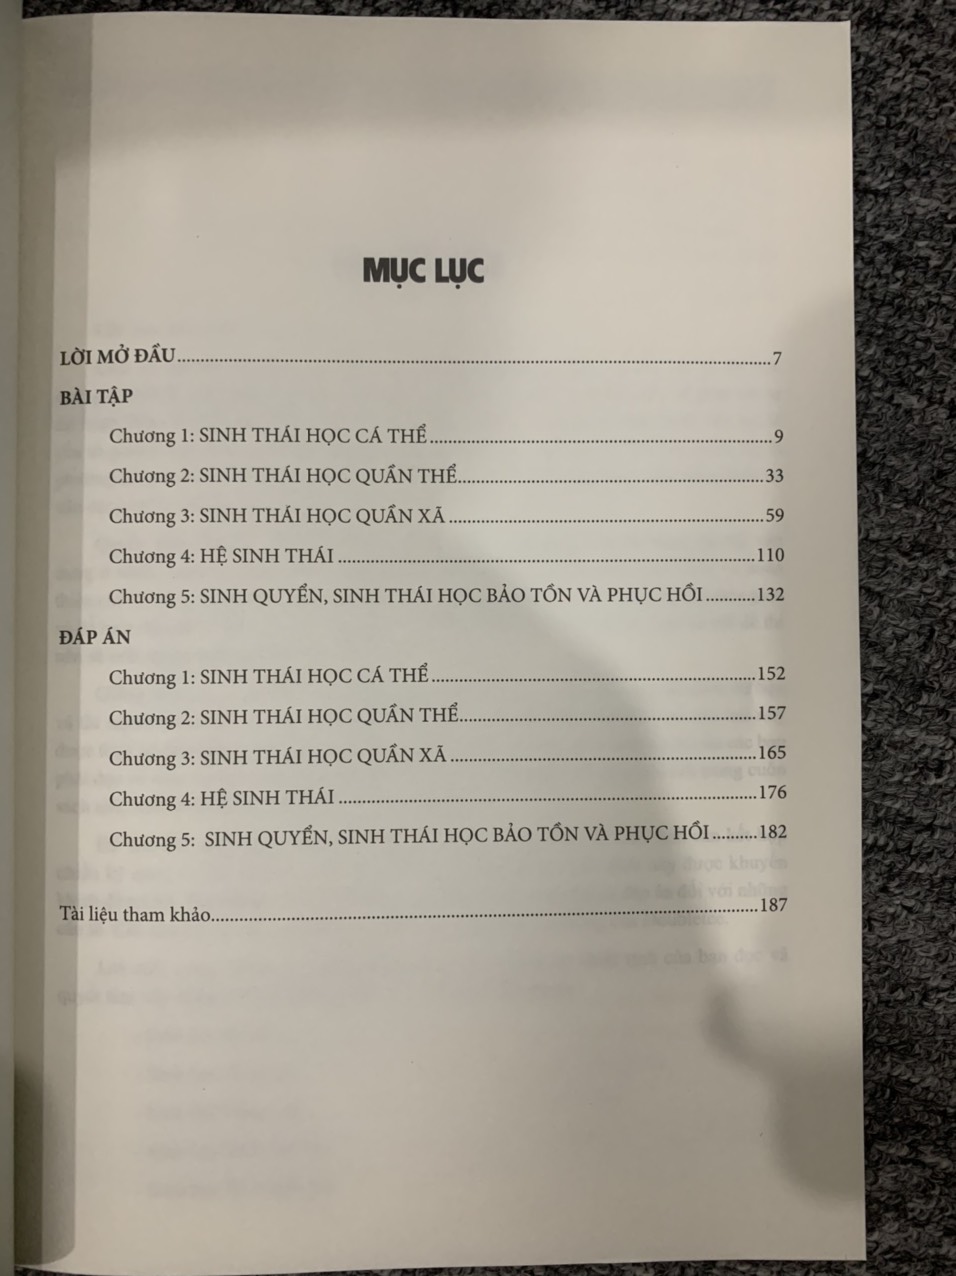 MỤC LỤC
LỜI MỞ ĐẦU 7
BÀI TẬP
Chương 1: SINH THÁI HỌC CÁ THỂ 9
Chương 2: SINH THÁI HỌC QUẦN THỂ 33
Chương 3: SINH THÁI HỌC QUẦN XÃ 59
Chương 4: HỆ SINH THÁI 110
Chương 5: SINH QUYỂN, SINH THÁI HỌC BẢO TỒN VÀ PHỤC HỒI 132
ĐÁP ÁN
Chương 1: SINH THÁI HỌC CÁ THỂ 152
Chương 2: SINH THÁI HỌC QUẦN THỂ 157
Chương 3: SINH THÁI HỌC QUẦN XÃ 165
Chương 4: HỆ SINH THÁI 176
Chương 5: SINH QUYỂN, SINH THÁI HỌC BẢO TỒN VÀ PHỤC HỒI 182
Tài liệu tham khảo 187